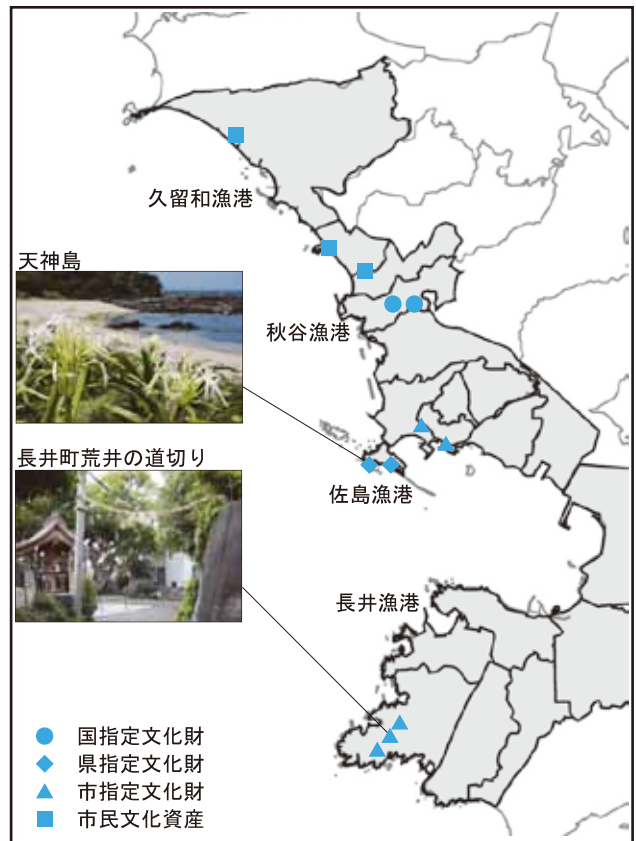 久留和漁港
天神島
秋谷漁港
長井町荒井の道切り
佐島漁港
長井漁港
国指定文化財
県指定文化財
市指定文化財
市民文化資産